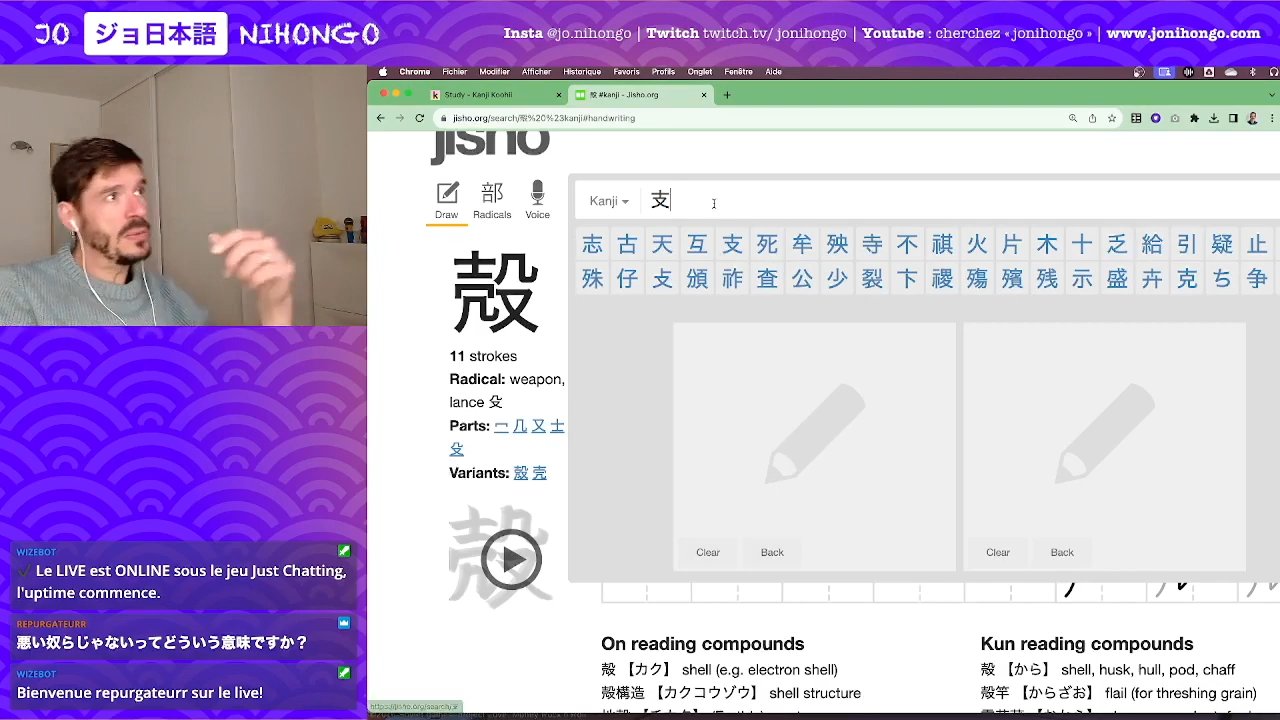 JO ジョ日本語 NIHONGO
Insta @jo.nihongo | Twitch twitch.tv/jonihongo | Youtube : cherchez «jonihongo» | www.jonihongo.com
Chrome Fichier Modifier Afficher Historique Favoris Profils Onglet Fenêtre Aide
Study - Kanji Koohii
殻 #kanji - Jisho.org
jisho.org/search/殻%20%23kanji#handwriting
jisho
Draw Radicals Voice
Kanji 支
志 古 天 互 支 死 牟 殃 寺 不 祺 火 片 木 十 乏 給 引 疑 止
殊 仔 攴 頒 祚 査 公 少 裂 卞 禝 殤 殯 残 示 盛 卉 克 ち 争
殻
11 strokes
Radical: weapon,
lance 殳
Parts: 冖 几 又 士
殳
Variants: 殼 壳
殻
Clear Back
Clear Back
On reading compounds
殻 【カク】 shell (e.g. electron shell)
殻構造 【カクコウゾウ】 shell structure
Kun reading compounds
殻 【から】 shell, husk, hull, pod, chaff
殻竿 【からざお】 flail (for threshing grain)
WIZEBOT
✓ Le LIVE est ONLINE sous le jeu Just Chatting,
l'uptime commence.
REPURGATEURR
悪い奴らじゃないってどういう意味ですか？
WIZEBOT
Bienvenue repurgateurr sur le live!